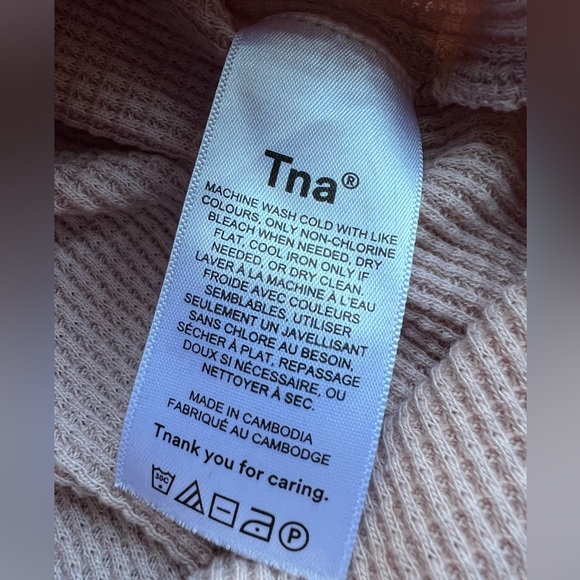 Tna®
MACHINE WASH COLD WITH LIKE
COLOURS, ONLY NON-CHLORINE
BLEACH WHEN NEEDED, DRY
FLAT, COOL IRON ONLY IF
NEEDED, OR DRY CLEAN.
LAVER À LA MACHINE À L'EAU
FROIDE AVEC COULEURS
SEMBLABLES, UTILISER
SEULEMENT UN JAVELLISANT
SANS CHLORE AU BESOIN,
SÉCHER À PLAT, REPASSAGE
DOUX SI NÉCESSAIRE, OU
NETTOYER À SEC.
MADE IN CAMBODIA
FABRIQUÉ AU CAMBODGE
Tnank you for caring.
30C P